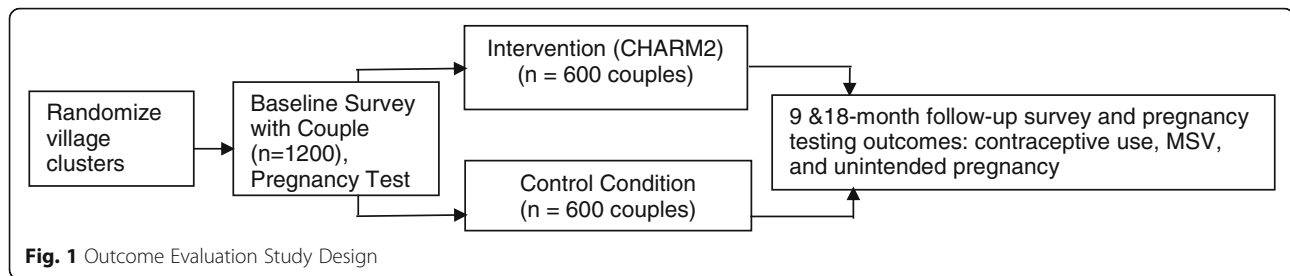 Randomize
village
clusters
Baseline Survey
with Couple
(n=1200),
Pregnancy Test
Intervention (CHARM2)
(n = 600 couples)
Control Condition
(n = 600 couples)
9 &18-month follow-up survey and pregnancy
testing outcomes: contraceptive use, MSV,
and unintended pregnancy
Fig. 1 Outcome Evaluation Study Design